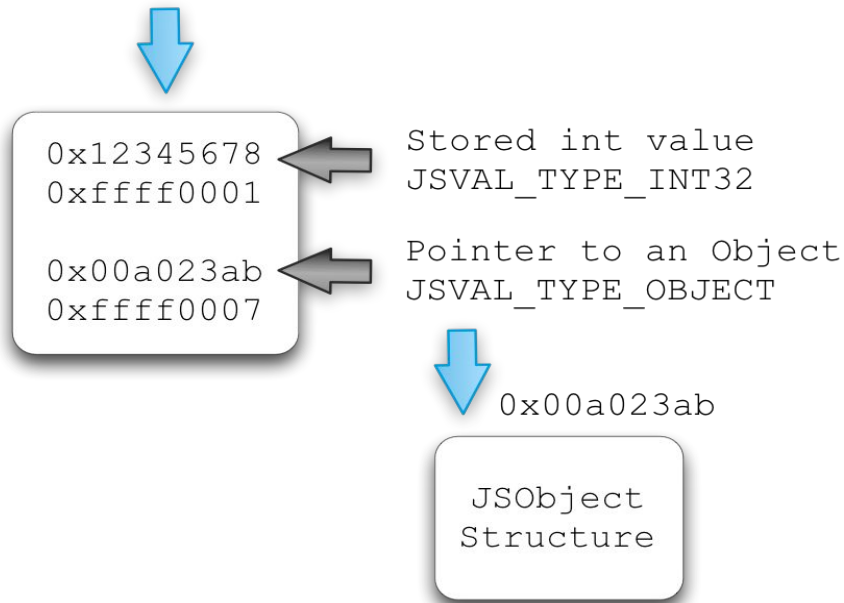 0x12345678
0xffff0001
Stored int value
JSVAL_TYPE_INT32
0x00a023ab
0xffff0007
Pointer to an Object
JSVAL_TYPE_OBJECT
0x00a023ab
JSObject
Structure